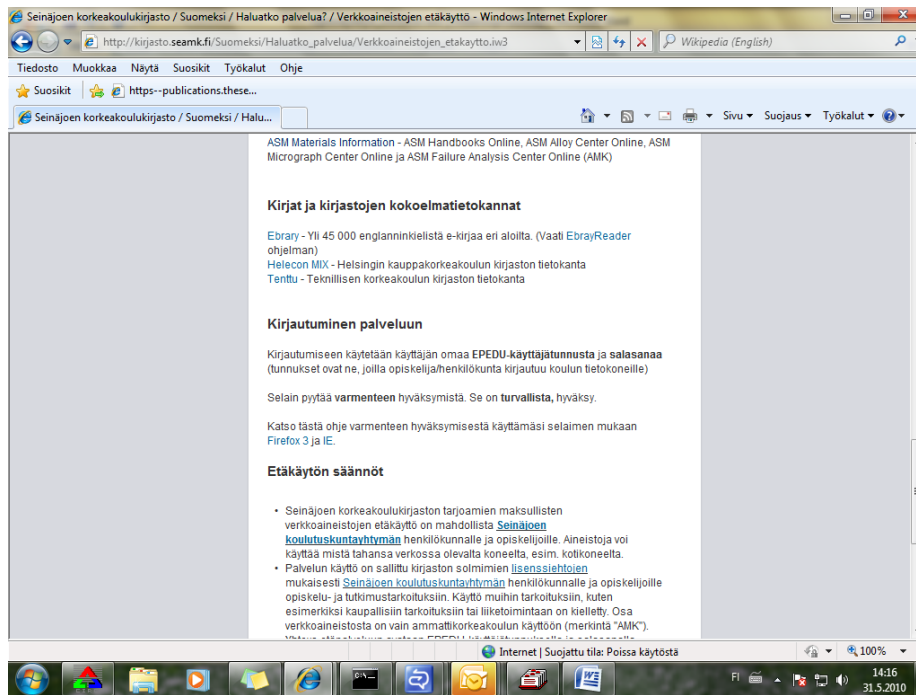 Seinäjoen korkeakoulukirjasto / Suomeksi / Haluatko palvelua? / Verkkoaineistojen etäkäyttö - Windows Internet Explorer
http://kirjasto.seamk.fi/Suomeksi/Haluatko_palvelua/Verkkoaineistojen_etakaytto.iw3
Wikipedia (English)
Tiedosto Muokkaa Näytä Suosikit Työkalut Ohje
Suosikit https--publications.these...
Seinäjoen korkeakoulukirjasto / Suomeksi / Halu...
Sivu Suojaus Työkalut
ASM Materials Information - ASM Handbooks Online, ASM Alloy Center Online, ASM
Micrograph Center Online ja ASM Failure Analysis Center Online (AMK)
Kirjat ja kirjastojen kokoelmatietokannat
Ebrary - Yli 45 000 englanninkielistä e-kirjaa eri aloilta. (Vaati EbrayReader
ohjelman)
Helecon MIX - Helsingin kauppakorkeakoulun kirjaston tietokanta
Tenttu - Teknillisen korkeakoulun kirjaston tietokanta
Kirjautuminen palveluun
Kirjautumiseen käytetään käyttäjän omaa EPEDU-käyttäjätunnusta ja salasanaa
(tunnukset ovat ne, joilla opiskelija/henkilökunta kirjautuu koulun tietokoneille)
Selain pyytää varmenteen hyväksymistä. Se on turvallista, hyväksy.
Katso tästä ohje varmenteen hyväksymisestä käyttämäsi selaimen mukaan
Firefox 3 ja IE.
Etäkäytön säännöt
• Seinäjoen korkeakoulukirjaston tarjoamien maksullisten
verkkoaineistojen etäkäyttö on mahdollista Seinäjoen
koulutuskuntayhtymän henkilökunnalle ja opiskelijoille. Aineistoja voi
käyttää mistä tahansa verkossa olevalta koneelta, esim. kotikoneelta.
• Palvelun käyttö on sallittu kirjaston solmimien lisenssiehtojen
mukaisesti Seinäjoen koulutuskuntayhtymän henkilökunnalle ja opiskelijoille
opiskelu- ja tutkimustarkoituksiin. Käyttö muihin tarkoituksiin, kuten
esimerkiksi kaupallisiin tarkoituksiin tai liiketoimintaan on kielletty. Osa
verkkoaineistosta on vain ammattikorkeakoulun käyttöön (merkintä "AMK").
Internet | Suojattu tila: Poissa käytöstä
100%
FI
14:16
31.5.2010